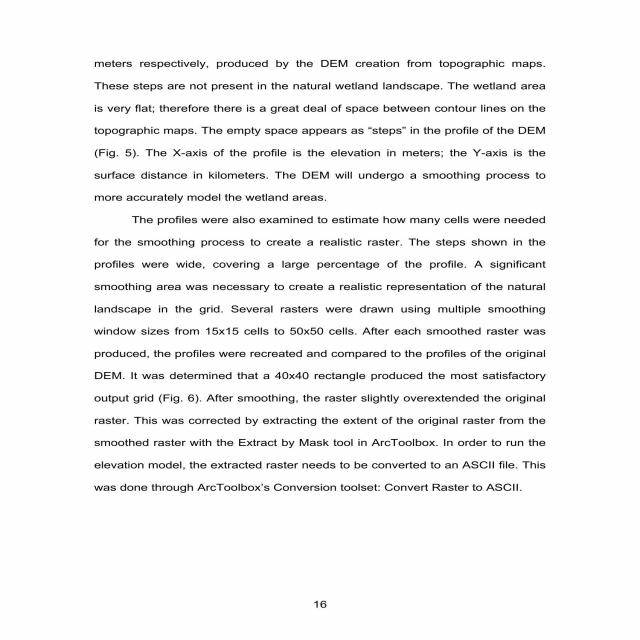 meters respectively, produced by the DEM creation from topographic maps.
These steps are not present in the natural wetland landscape. The wetland area
is very flat; therefore there is a great deal of space between contour lines on the
topographic maps. The empty space appears as “steps” in the profile of the DEM
(Fig. 5). The X-axis of the profile is the elevation in meters; the Y-axis is the
surface distance in kilometers. The DEM will undergo a smoothing process to
more accurately model the wetland areas.
The profiles were also examined to estimate how many cells were needed
for the smoothing process to create a realistic raster. The steps shown in the
profiles were wide, covering a large percentage of the profile. A significant
smoothing area was necessary to create a realistic representation of the natural
landscape in the grid. Several rasters were drawn using multiple smoothing
window sizes from 15x15 cells to 50x50 cells. After each smoothed raster was
produced, the profiles were recreated and compared to the profiles of the original
DEM. It was determined that a 40x40 rectangle produced the most satisfactory
output grid (Fig. 6). After smoothing, the raster slightly overextended the original
raster. This was corrected by extracting the extent of the original raster from the
smoothed raster with the Extract by Mask tool in ArcToolbox. In order to run the
elevation model, the extracted raster needs to be converted to an ASCII file. This
was done through ArcToolbox’s Conversion toolset: Convert Raster to ASCII.
16